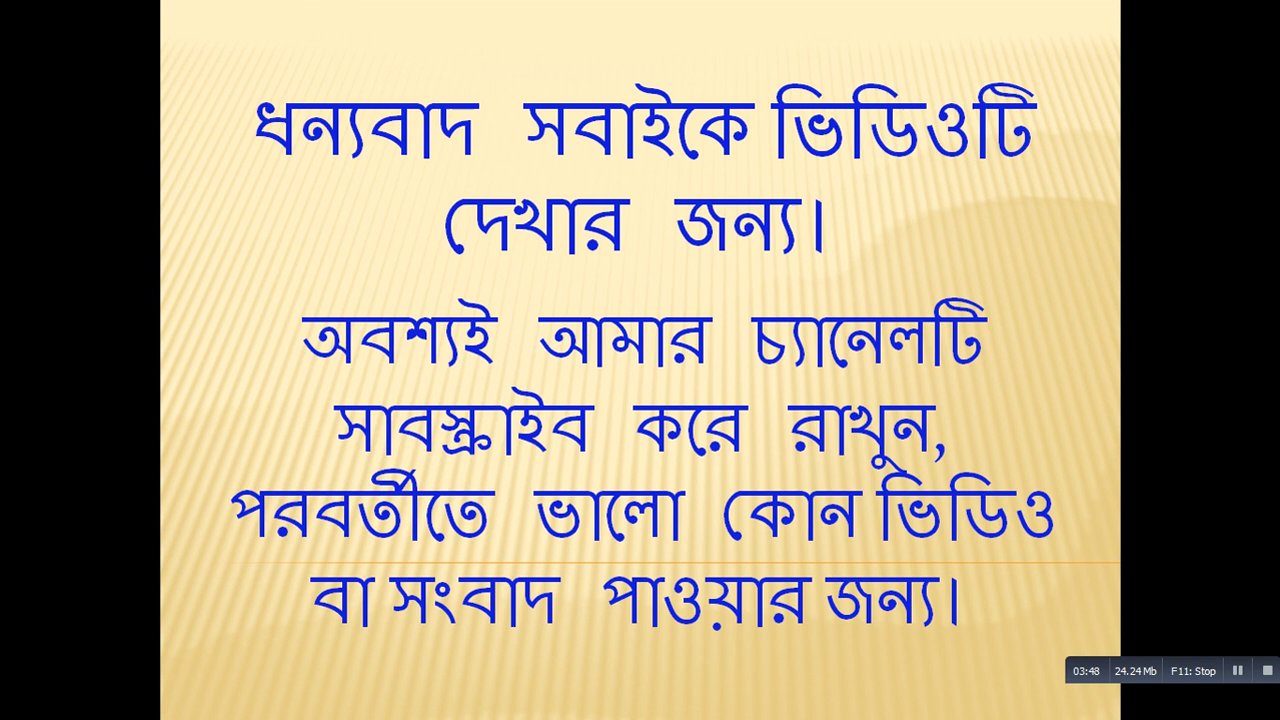 ধন্যবাদ সবাইকে ভিডিওটি
দেখার জন্য।
অবশ্যই আমার চ্যানেলটি
সাবস্ক্রাইব করে রাখুন,
পরবর্তীতে ভালো কোন ভিডিও
বা সংবাদ পাওয়ার জন্য।
03:48 24.24 Mb F11: Stop